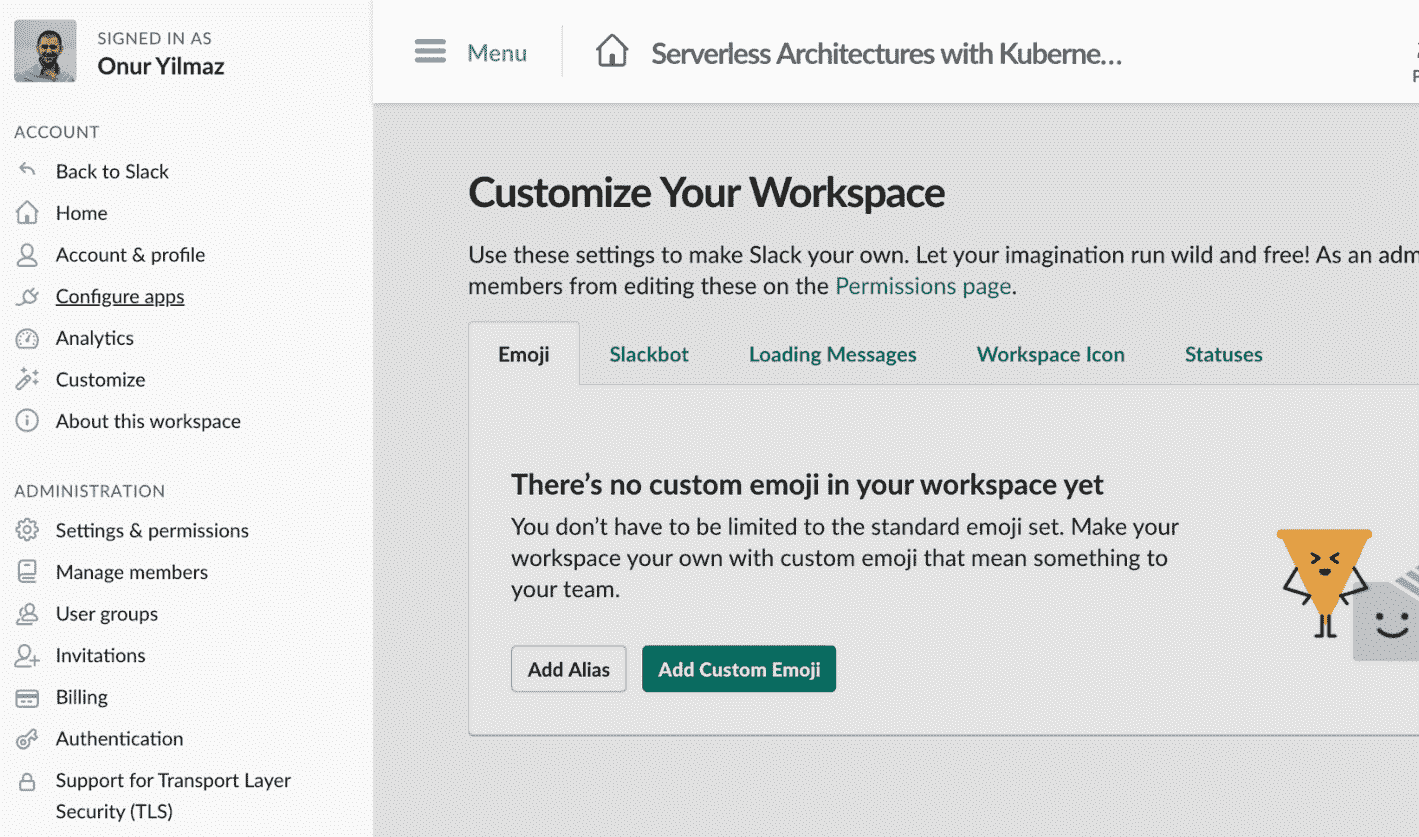 SIGNED IN AS
Onur Yilmaz
ACCOUNT
Back to Slack
Home
Account & profile
Configure apps
Analytics
Customize
About this workspace
ADMINISTRATION
Settings & permissions
Manage members
User groups
Invitations
Billing
Authentication
Support for Transport Layer
Security (TLS)
Menu
Serverless Architectures with Kuberne…
Customize Your Workspace
Use these settings to make Slack your own. Let your imagination run wild and free! As an adm
members from editing these on the Permissions page.
Emoji Slackbot Loading Messages Workspace Icon Statuses
There’s no custom emoji in your workspace yet
You don’t have to be limited to the standard emoji set. Make your
workspace your own with custom emoji that mean something to
your team.
Add Alias Add Custom Emoji